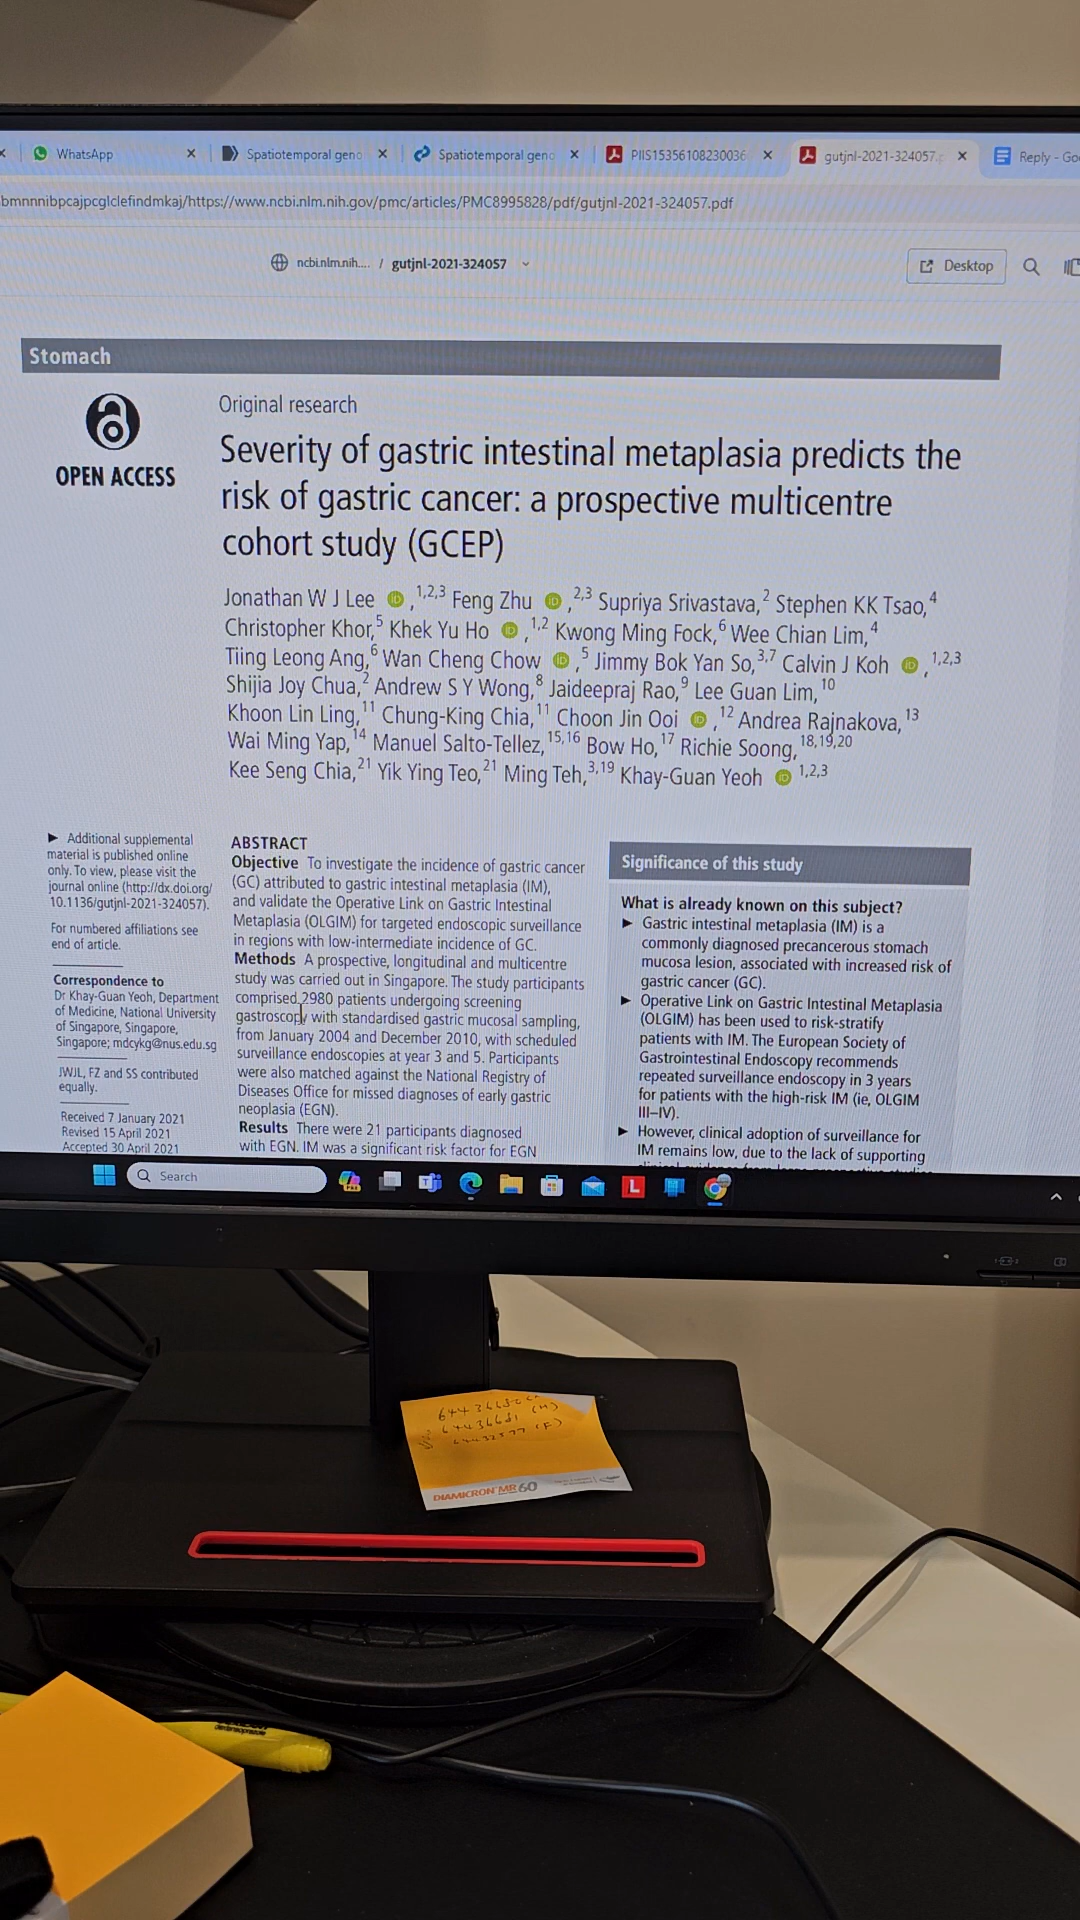 WhatsApp
Spatiotemporal geno
Spatiotemporal geno
PIIS15356108230036
gutjnl-2021-324057.p
Reply - Goo
bmnnnibpcajpcglclefindmkaj/https://www.ncbi.nlm.nih.gov/pmc/articles/PMC8995828/pdf/gutjnl-2021-324057.pdf
ncbi.nlm.nih.... / gutjnl-2021-324057
Desktop
Stomach
OPEN ACCESS
Original research
Severity of gastric intestinal metaplasia predicts the
risk of gastric cancer: a prospective multicentre
cohort study (GCEP)
Jonathan W J Lee iD ,1,2,3 Feng Zhu iD ,2,3 Supriya Srivastava,2 Stephen KK Tsao,4
Christopher Khor,5 Khek Yu Ho iD ,1,2 Kwong Ming Fock,6 Wee Chian Lim,4
Tiing Leong Ang,6 Wan Cheng Chow iD ,5 Jimmy Bok Yan So,3,7 Calvin J Koh iD ,1,2,3
Shijia Joy Chua,2 Andrew S Y Wong,8 Jaideepraj Rao,9 Lee Guan Lim,10
Khoon Lin Ling,11 Chung-King Chia,11 Choon Jin Ooi iD ,12 Andrea Rajnakova,13
Wai Ming Yap,14 Manuel Salto-Tellez,15,16 Bow Ho,17 Richie Soong,18,19,20
Kee Seng Chia,21 Yik Ying Teo,21 Ming Teh,3,19 Khay-Guan Yeoh iD 1,2,3
► Additional supplemental
material is published online
only. To view, please visit the
journal online (http://dx.doi.org/
10.1136/gutjnl-2021-324057).
For numbered affiliations see
end of article.
Correspondence to
Dr Khay-Guan Yeoh, Department
of Medicine, National University
of Singapore, Singapore,
Singapore; mdcykg@nus.edu.sg
JWJL, FZ and SS contributed
equally.
Received 7 January 2021
Revised 15 April 2021
Accepted 30 April 2021
ABSTRACT
Objective To investigate the incidence of gastric cancer
(GC) attributed to gastric intestinal metaplasia (IM),
and validate the Operative Link on Gastric Intestinal
Metaplasia (OLGIM) for targeted endoscopic surveillance
in regions with low-intermediate incidence of GC.
Methods A prospective, longitudinal and multicentre
study was carried out in Singapore. The study participants
comprised 2980 patients undergoing screening
gastroscopy with standardised gastric mucosal sampling,
from January 2004 and December 2010, with scheduled
surveillance endoscopies at year 3 and 5. Participants
were also matched against the National Registry of
Diseases Office for missed diagnoses of early gastric
neoplasia (EGN).
Results There were 21 participants diagnosed
with EGN. IM was a significant risk factor for EGN
Significance of this study
What is already known on this subject?
► Gastric intestinal metaplasia (IM) is a
commonly diagnosed precancerous stomach
mucosa lesion, associated with increased risk of
gastric cancer (GC).
► Operative Link on Gastric Intestinal Metaplasia
(OLGIM) has been used to risk-stratify
patients with IM. The European Society of
Gastrointestinal Endoscopy recommends
repeated surveillance endoscopy in 3 years
for patients with the high-risk IM (ie, OLGIM
III–IV).
► However, clinical adoption of surveillance for
IM remains low, due to the lack of supporting
Search
64436681 (M)
(F)
DIAMICRON MR 60